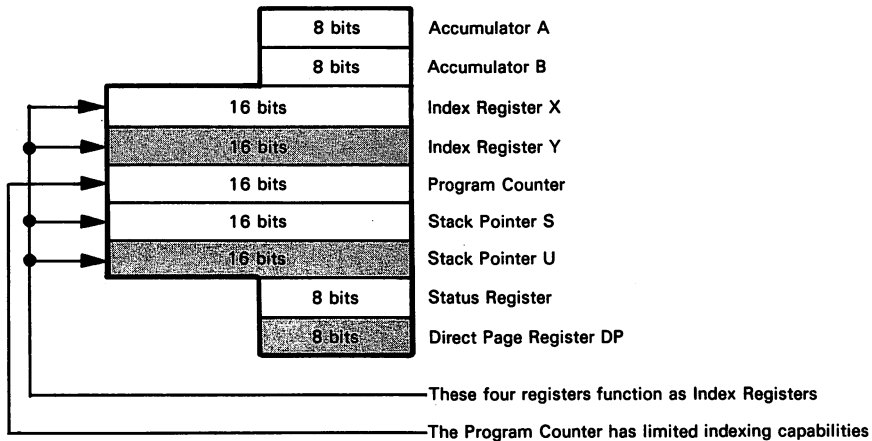 8 bits Accumulator A
8 bits Accumulator B
16 bits Index Register X
16 bits Index Register Y
16 bits Program Counter
16 bits Stack Pointer S
16 bits Stack Pointer U
8 bits Status Register
8 bits Direct Page Register DP
These four registers function as Index Registers
The Program Counter has limited indexing capabilities